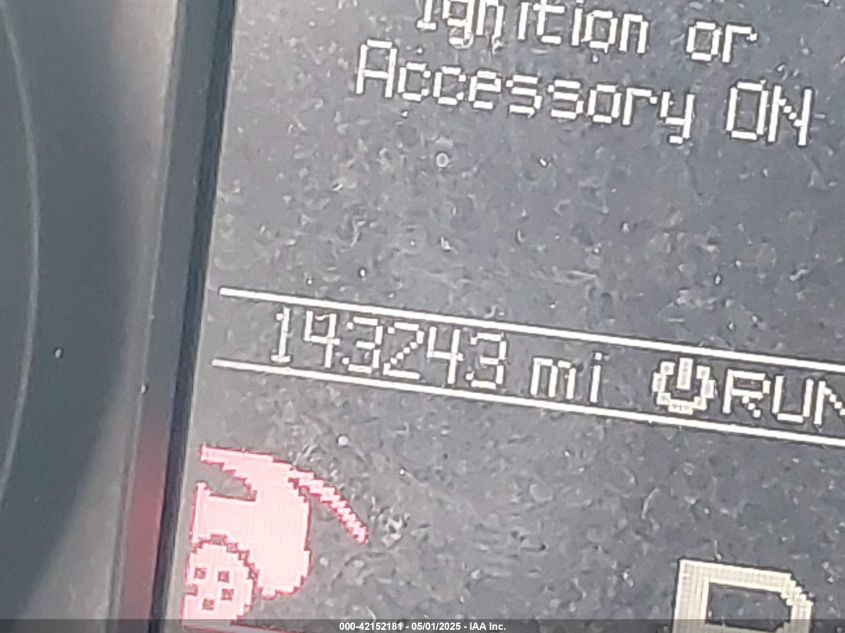 Ignition or
Accessory ON
143243 mi RUN
P
000-42152181 - 05/01/2025 - IAA Inc.